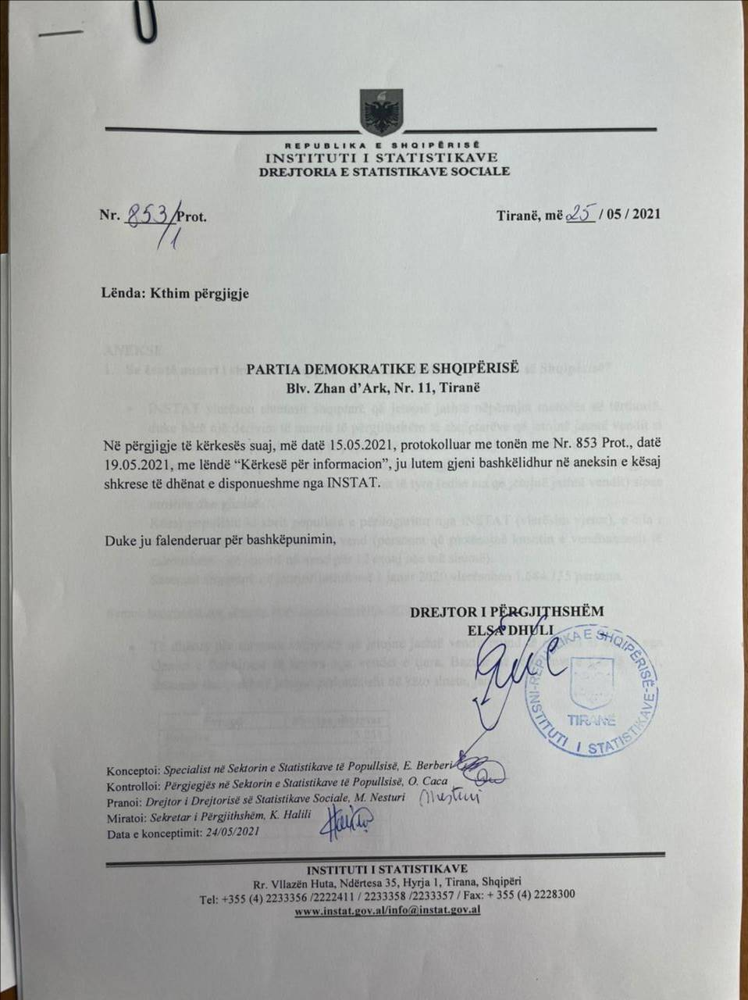 REPUBLIKA E SHQIPËRISË
INSTITUTI I STATISTIKAVE
DREJTORIA E STATISTIKAVE SOCIALE
Nr. 853/1 Prot.
Tiranë, më 25 / 05 / 2021
Lënda: Kthim përgjigje
PARTIA DEMOKRATIKE E SHQIPËRISË
Blv. Zhan d’Ark, Nr. 11, Tiranë
Në përgjigje të kërkesës suaj, më datë 15.05.2021, protokolluar me tonën me Nr. 853 Prot., datë
19.05.2021, me lëndë “Kërkesë për informacion”, ju lutem gjeni bashkëlidhur në aneksin e kësaj
shkrese të dhënat e disponueshme nga INSTAT.
Duke ju falenderuar për bashkëpunimin,
DREJTOR I PËRGJITHSHËM
ELSA DHULI
INSTITUTI I STATISTIKAVE
REPUBLIKA E SHQIPËRISË
TIRANË
Konceptoi: Specialist në Sektorin e Statistikave të Popullsisë, E. Berberi
Kontrolloi: Përgjegjës në Sektorin e Statistikave të Popullsisë, O. Caca
Pranoi: Drejtor i Drejtorisë së Statistikave Sociale, M. Nesturi
Miratoi: Sekretar i Përgjithshëm, K. Halili
Data e konceptimit: 24/05/2021
INSTITUTI I STATISTIKAVE
Rr. Vllazën Huta, Ndërtesa 35, Hyrja 1, Tirana, Shqipëri
Tel: +355 (4) 2233356 /2222411 / 2233358 /2233357 / Fax: + 355 (4) 2228300
www.instat.gov.al/info@instat.gov.al